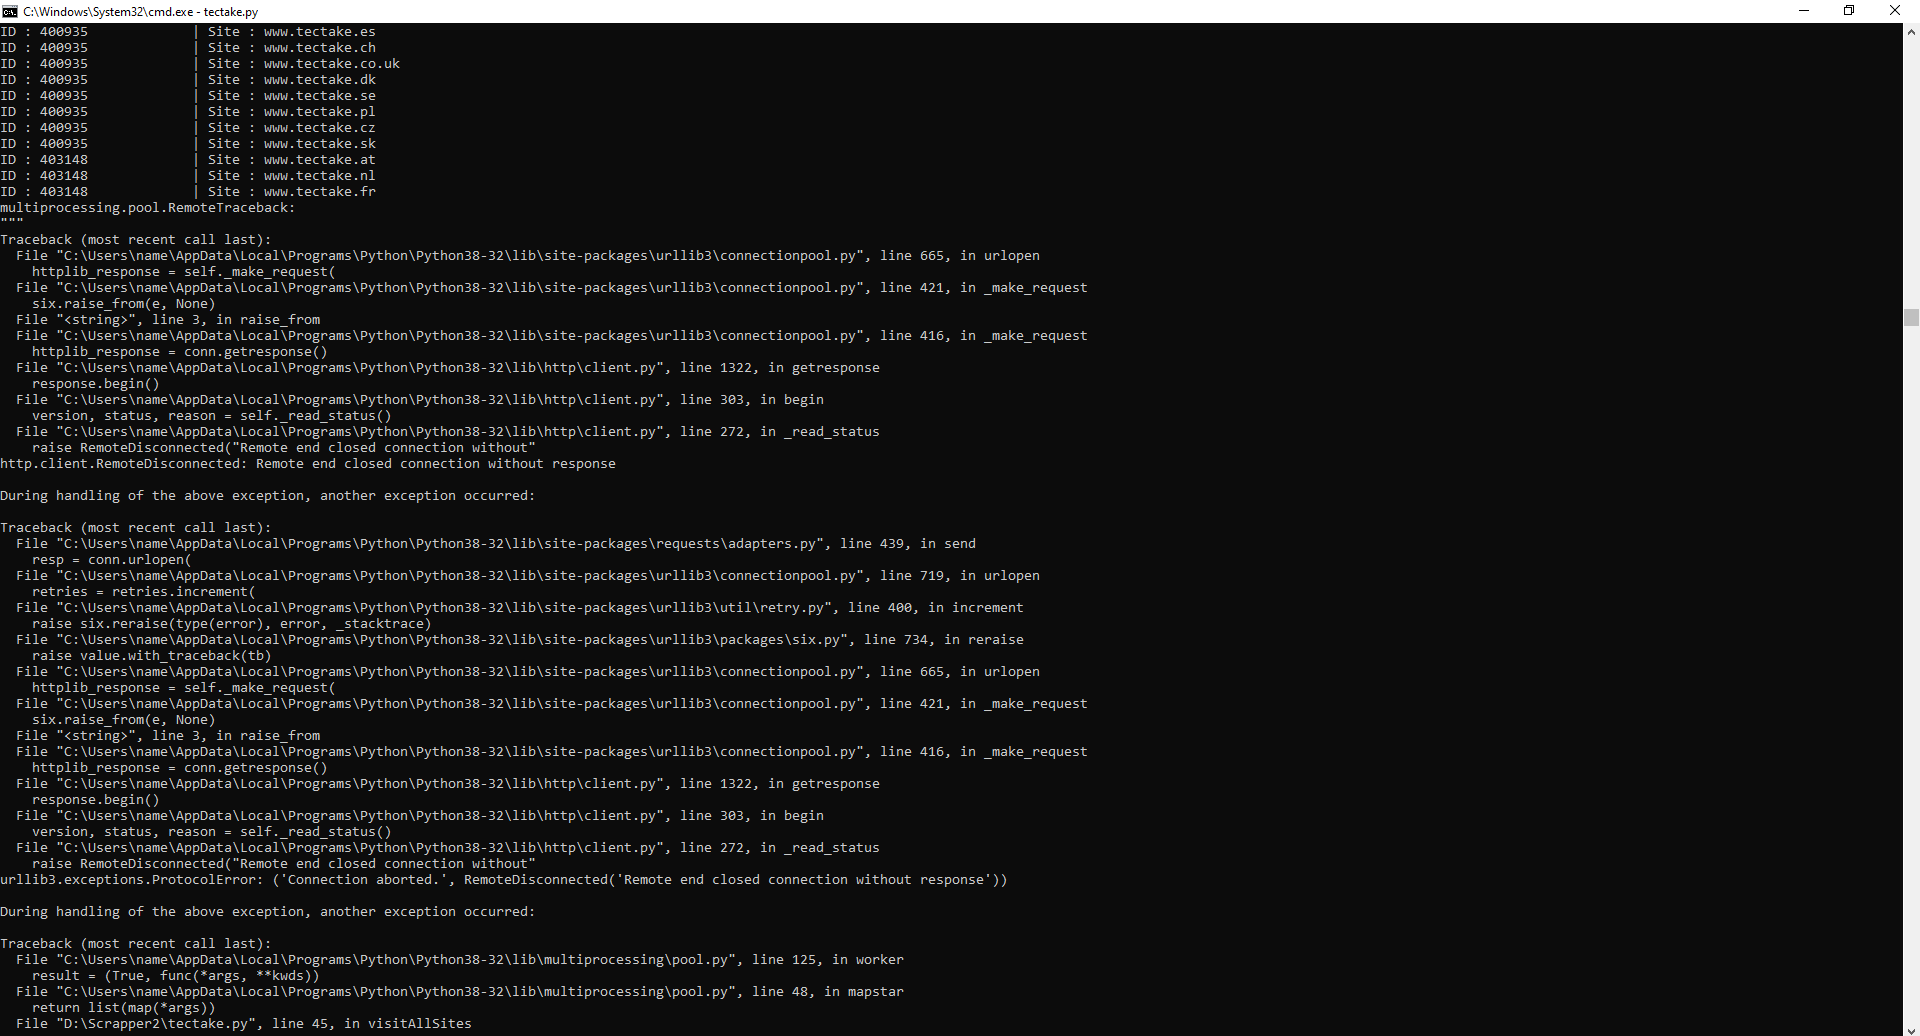 C:\Windows\System32\cmd.exe - tectake.py
ID : 400935             | Site : www.tectake.es
ID : 400935             | Site : www.tectake.ch
ID : 400935             | Site : www.tectake.co.uk
ID : 400935             | Site : www.tectake.dk
ID : 400935             | Site : www.tectake.se
ID : 400935             | Site : www.tectake.pl
ID : 400935             | Site : www.tectake.cz
ID : 400935             | Site : www.tectake.sk
ID : 403148             | Site : www.tectake.at
ID : 403148             | Site : www.tectake.nl
ID : 403148             | Site : www.tectake.fr
multiprocessing.pool.RemoteTraceback:
"""
Traceback (most recent call last):
  File "C:\Users\name\AppData\Local\Programs\Python\Python38-32\lib\site-packages\urllib3\connectionpool.py", line 665, in urlopen
    httplib_response = self._make_request(
  File "C:\Users\name\AppData\Local\Programs\Python\Python38-32\lib\site-packages\urllib3\connectionpool.py", line 421, in _make_request
    six.raise_from(e, None)
  File "<string>", line 3, in raise_from
  File "C:\Users\name\AppData\Local\Programs\Python\Python38-32\lib\site-packages\urllib3\connectionpool.py", line 416, in _make_request
    httplib_response = conn.getresponse()
  File "C:\Users\name\AppData\Local\Programs\Python\Python38-32\lib\http\client.py", line 1322, in getresponse
    response.begin()
  File "C:\Users\name\AppData\Local\Programs\Python\Python38-32\lib\http\client.py", line 303, in begin
    version, status, reason = self._read_status()
  File "C:\Users\name\AppData\Local\Programs\Python\Python38-32\lib\http\client.py", line 272, in _read_status
    raise RemoteDisconnected("Remote end closed connection without"
http.client.RemoteDisconnected: Remote end closed connection without response

During handling of the above exception, another exception occurred:

Traceback (most recent call last):
  File "C:\Users\name\AppData\Local\Programs\Python\Python38-32\lib\site-packages\requests\adapters.py", line 439, in send
    resp = conn.urlopen(
  File "C:\Users\name\AppData\Local\Programs\Python\Python38-32\lib\site-packages\urllib3\connectionpool.py", line 719, in urlopen
    retries = retries.increment(
  File "C:\Users\name\AppData\Local\Programs\Python\Python38-32\lib\site-packages\urllib3\util\retry.py", line 400, in increment
    raise six.reraise(type(error), error, _stacktrace)
  File "C:\Users\name\AppData\Local\Programs\Python\Python38-32\lib\site-packages\urllib3\packages\six.py", line 734, in reraise
    raise value.with_traceback(tb)
  File "C:\Users\name\AppData\Local\Programs\Python\Python38-32\lib\site-packages\urllib3\connectionpool.py", line 665, in urlopen
    httplib_response = self._make_request(
  File "C:\Users\name\AppData\Local\Programs\Python\Python38-32\lib\site-packages\urllib3\connectionpool.py", line 421, in _make_request
    six.raise_from(e, None)
  File "<string>", line 3, in raise_from
  File "C:\Users\name\AppData\Local\Programs\Python\Python38-32\lib\site-packages\urllib3\connectionpool.py", line 416, in _make_request
    httplib_response = conn.getresponse()
  File "C:\Users\name\AppData\Local\Programs\Python\Python38-32\lib\http\client.py", line 1322, in getresponse
    response.begin()
  File "C:\Users\name\AppData\Local\Programs\Python\Python38-32\lib\http\client.py", line 303, in begin
    version, status, reason = self._read_status()
  File "C:\Users\name\AppData\Local\Programs\Python\Python38-32\lib\http\client.py", line 272, in _read_status
    raise RemoteDisconnected("Remote end closed connection without"
urllib3.exceptions.ProtocolError: ('Connection aborted.', RemoteDisconnected('Remote end closed connection without response'))

During handling of the above exception, another exception occurred:

Traceback (most recent call last):
  File "C:\Users\name\AppData\Local\Programs\Python\Python38-32\lib\multiprocessing\pool.py", line 125, in worker
    result = (True, func(*args, **kwds))
  File "C:\Users\name\AppData\Local\Programs\Python\Python38-32\lib\multiprocessing\pool.py", line 48, in mapstar
    return list(map(*args))
  File "D:\Scrapper2\tectake.py", line 45, in visitAllSites